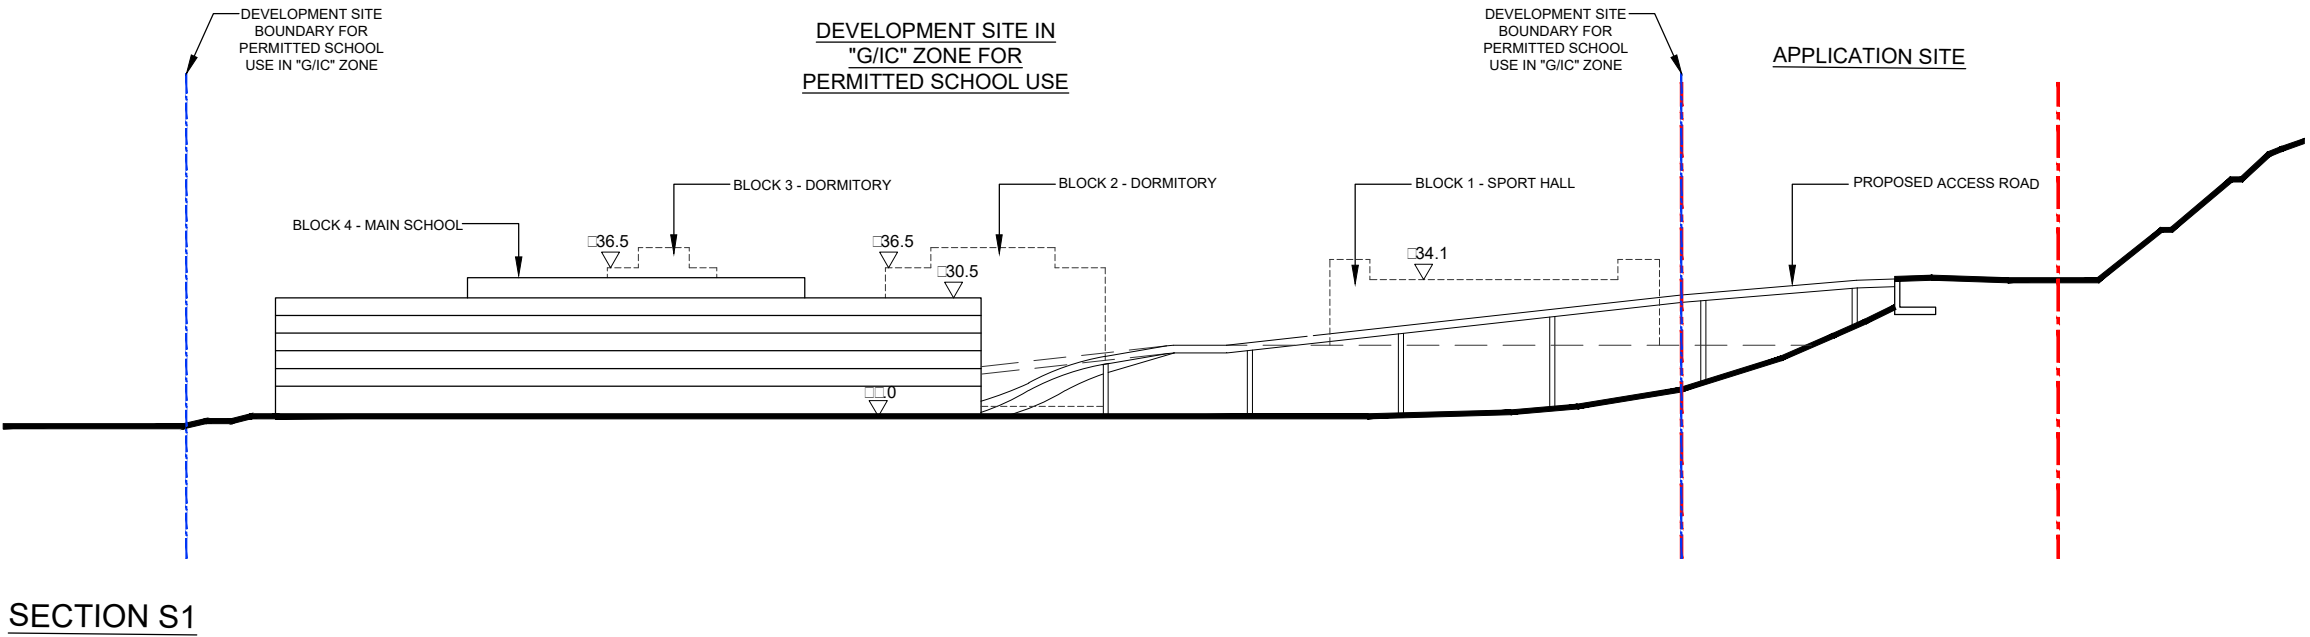 DEVELOPMENT SITE
BOUNDARY FOR
PERMITTED SCHOOL
USE IN "G/IC" ZONE
DEVELOPMENT SITE IN
"G/IC" ZONE FOR
PERMITTED SCHOOL USE
DEVELOPMENT SITE
BOUNDARY FOR
PERMITTED SCHOOL
USE IN "G/IC" ZONE
APPLICATION SITE
BLOCK 3 - DORMITORY
BLOCK 2 - DORMITORY
BLOCK 1 - SPORT HALL
PROPOSED ACCESS ROAD
BLOCK 4 - MAIN SCHOOL
36.5
36.5
34.1
30.5
.0
SECTION S1